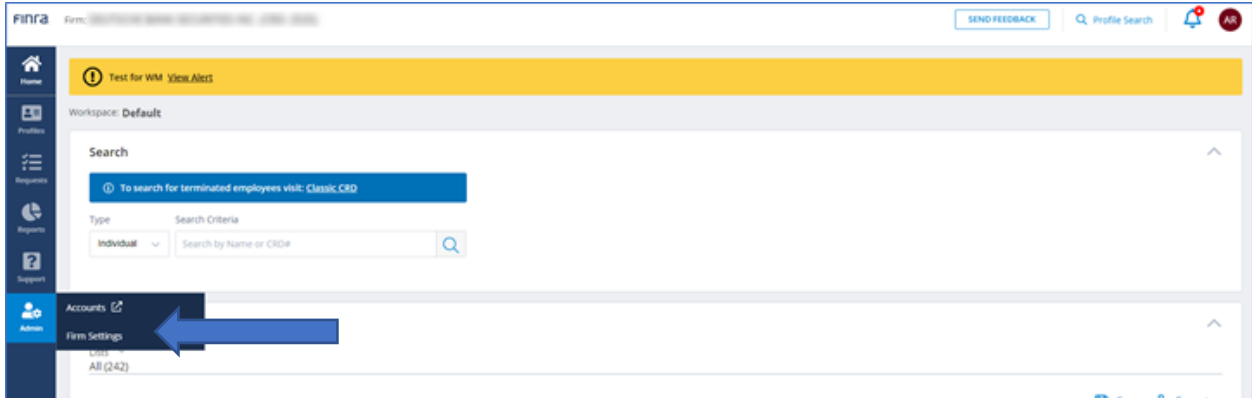 FINra Firm:
SEND FEEDBACK Profile Search AR
Home
Test for WM View Alert
Workspace: Default
Profiles
Search
Requests
To search for terminated employees visit: Classic CRD
Reports
Type Search Criteria
Individual Search by Name or CRD#
Support
Admin
Accounts
Firm Settings
Lists
All (242)